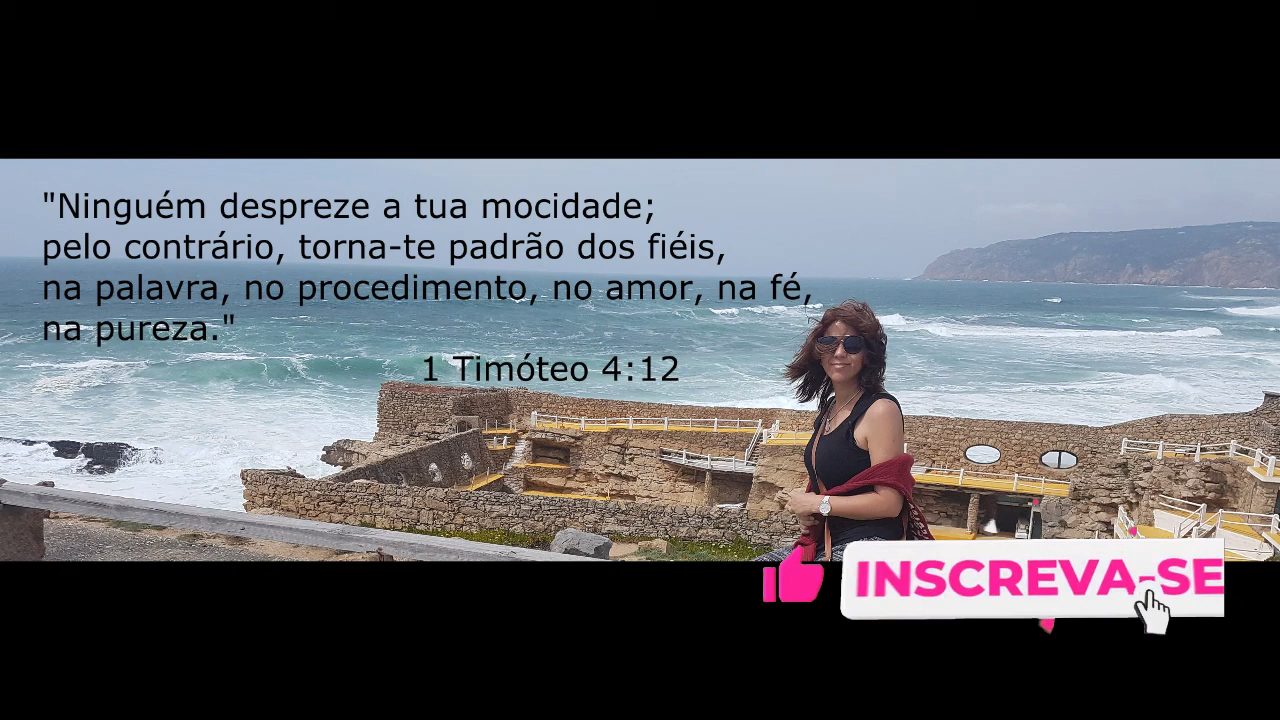 "Ninguém despreze a tua mocidade;
pelo contrário, torna-te padrão dos fiéis,
na palavra, no procedimento, no amor, na fé,
na pureza."
1 Timóteo 4:12
INSCREVA-SE